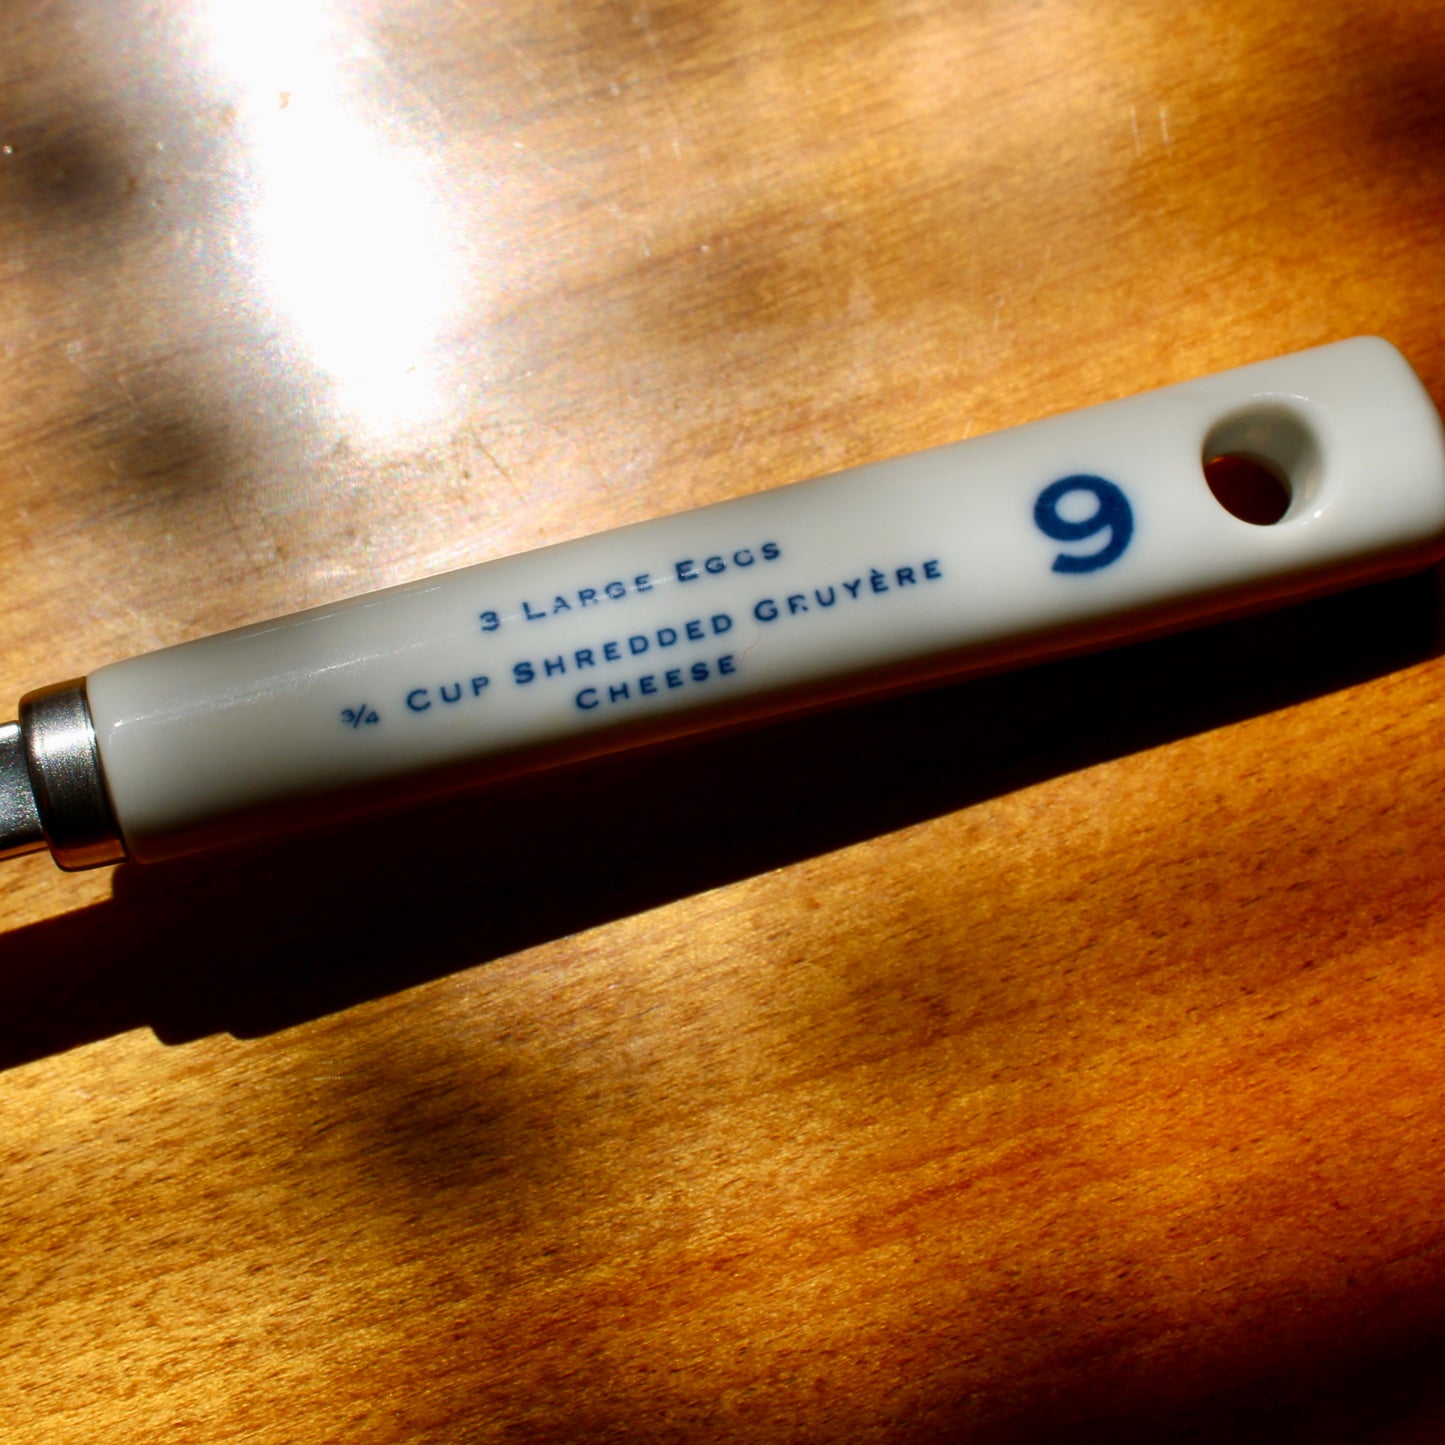 3 Large Eggs
¾ Cup Shredded Gruyère
Cheese
9